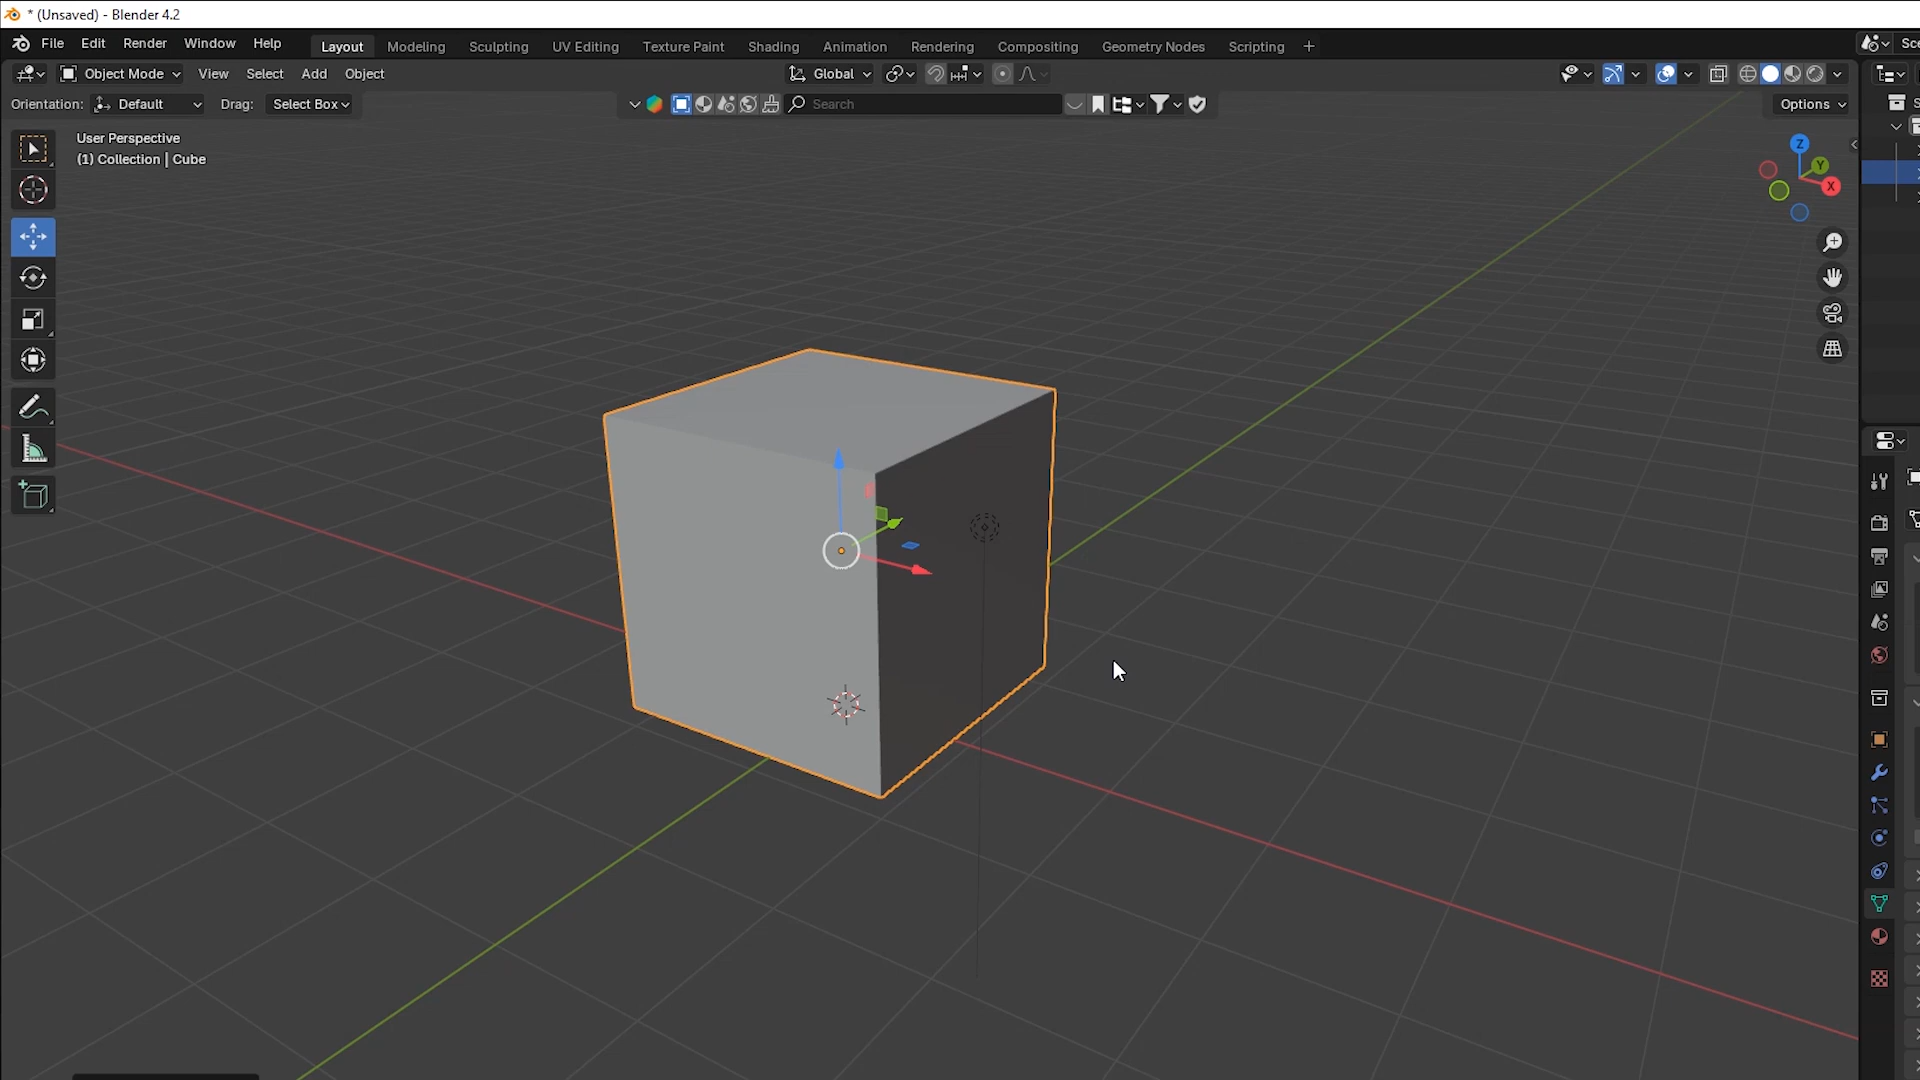 * (Unsaved) - Blender 4.2
File Edit Render Window Help Layout Modeling Sculpting UV Editing Texture Paint Shading Animation Rendering Compositing Geometry Nodes Scripting +
Object Mode View Select Add Object Global
Orientation: Default Drag: Select Box Search Options
User Perspective
(1) Collection | Cube
Z
Y
X